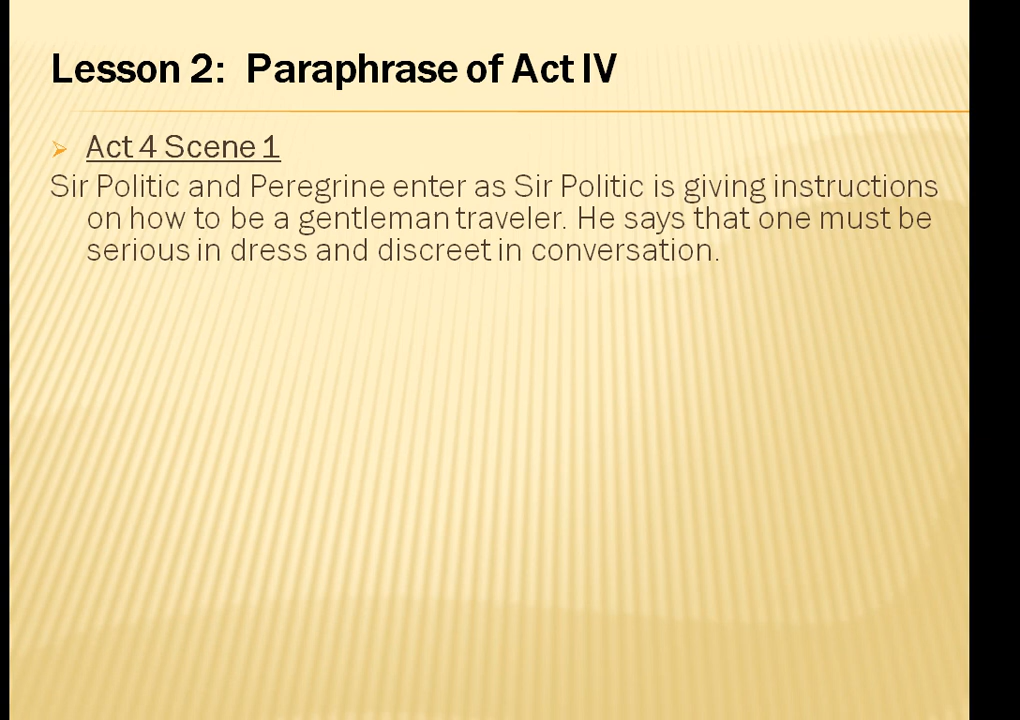 Lesson 2: Paraphrase of Act IV
Act 4 Scene 1
Sir Politic and Peregrine enter as Sir Politic is giving instructions
on how to be a gentleman traveler. He says that one must be
serious in dress and discreet in conversation.